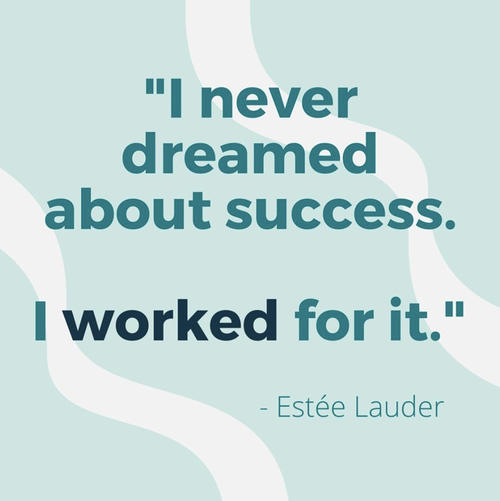 "I never
dreamed
about success.
I worked for it."
- Estée Lauder